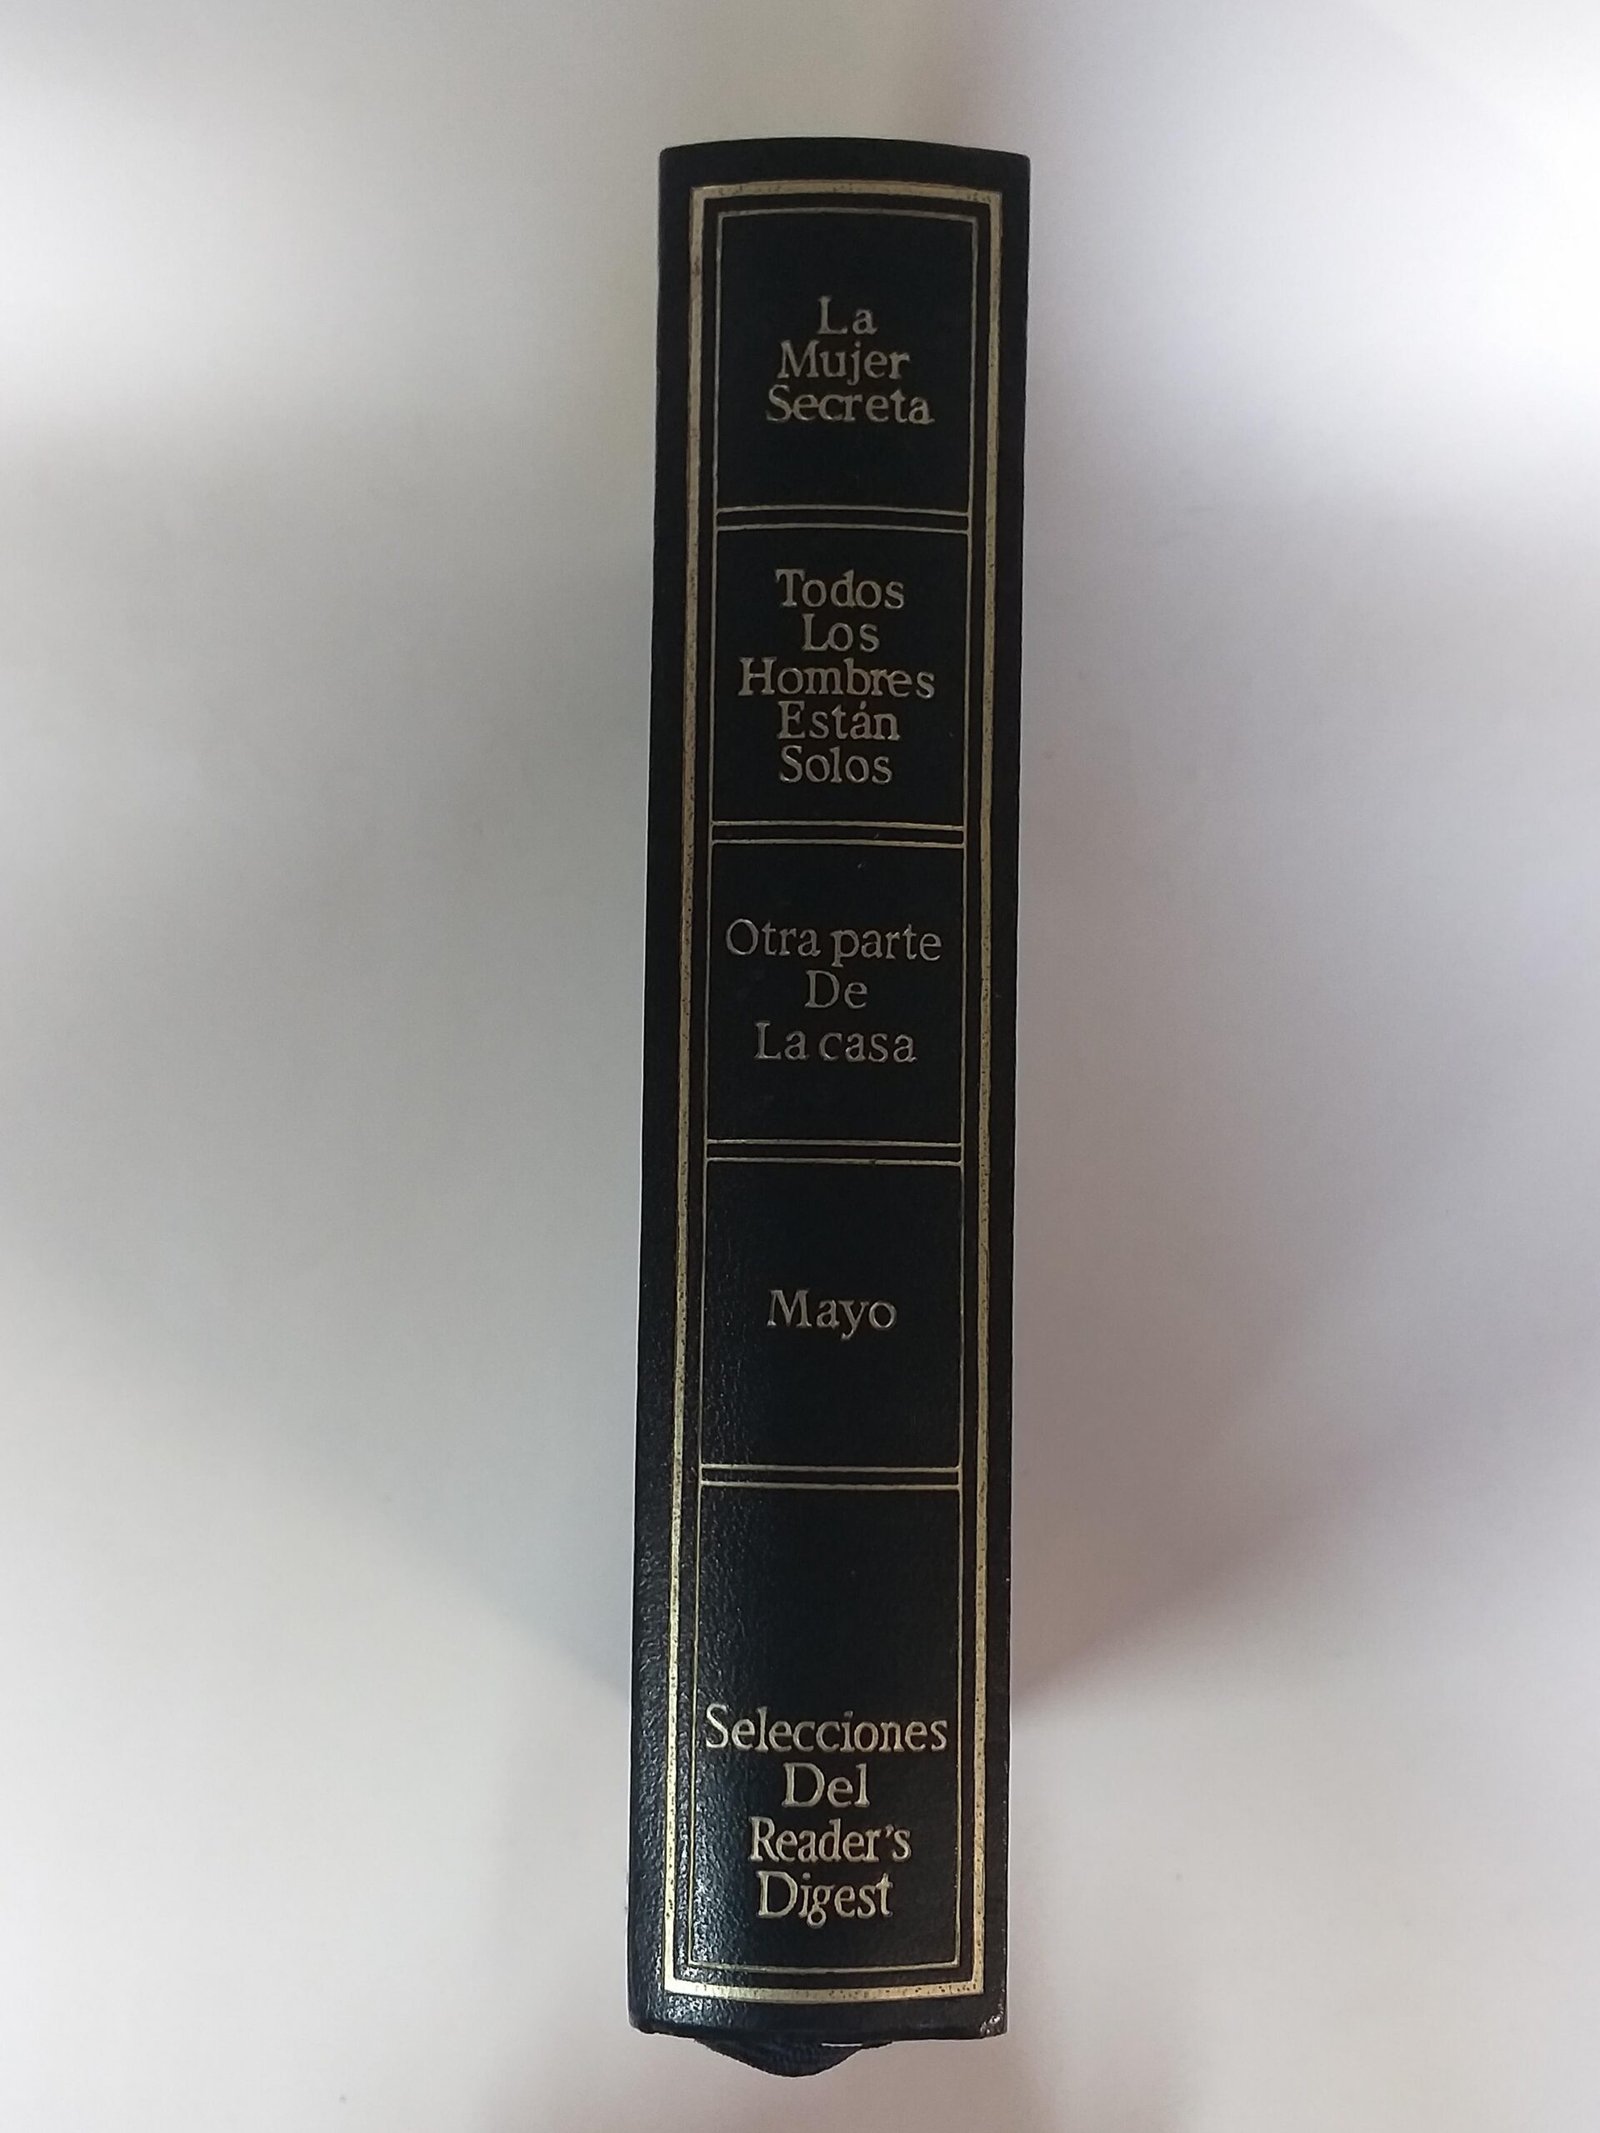 La
Mujer
Secreta
Todos
Los
Hombres
Están
Solos
Otra parte
De
La casa
Mayo
Selecciones
Del
Reader's
Digest